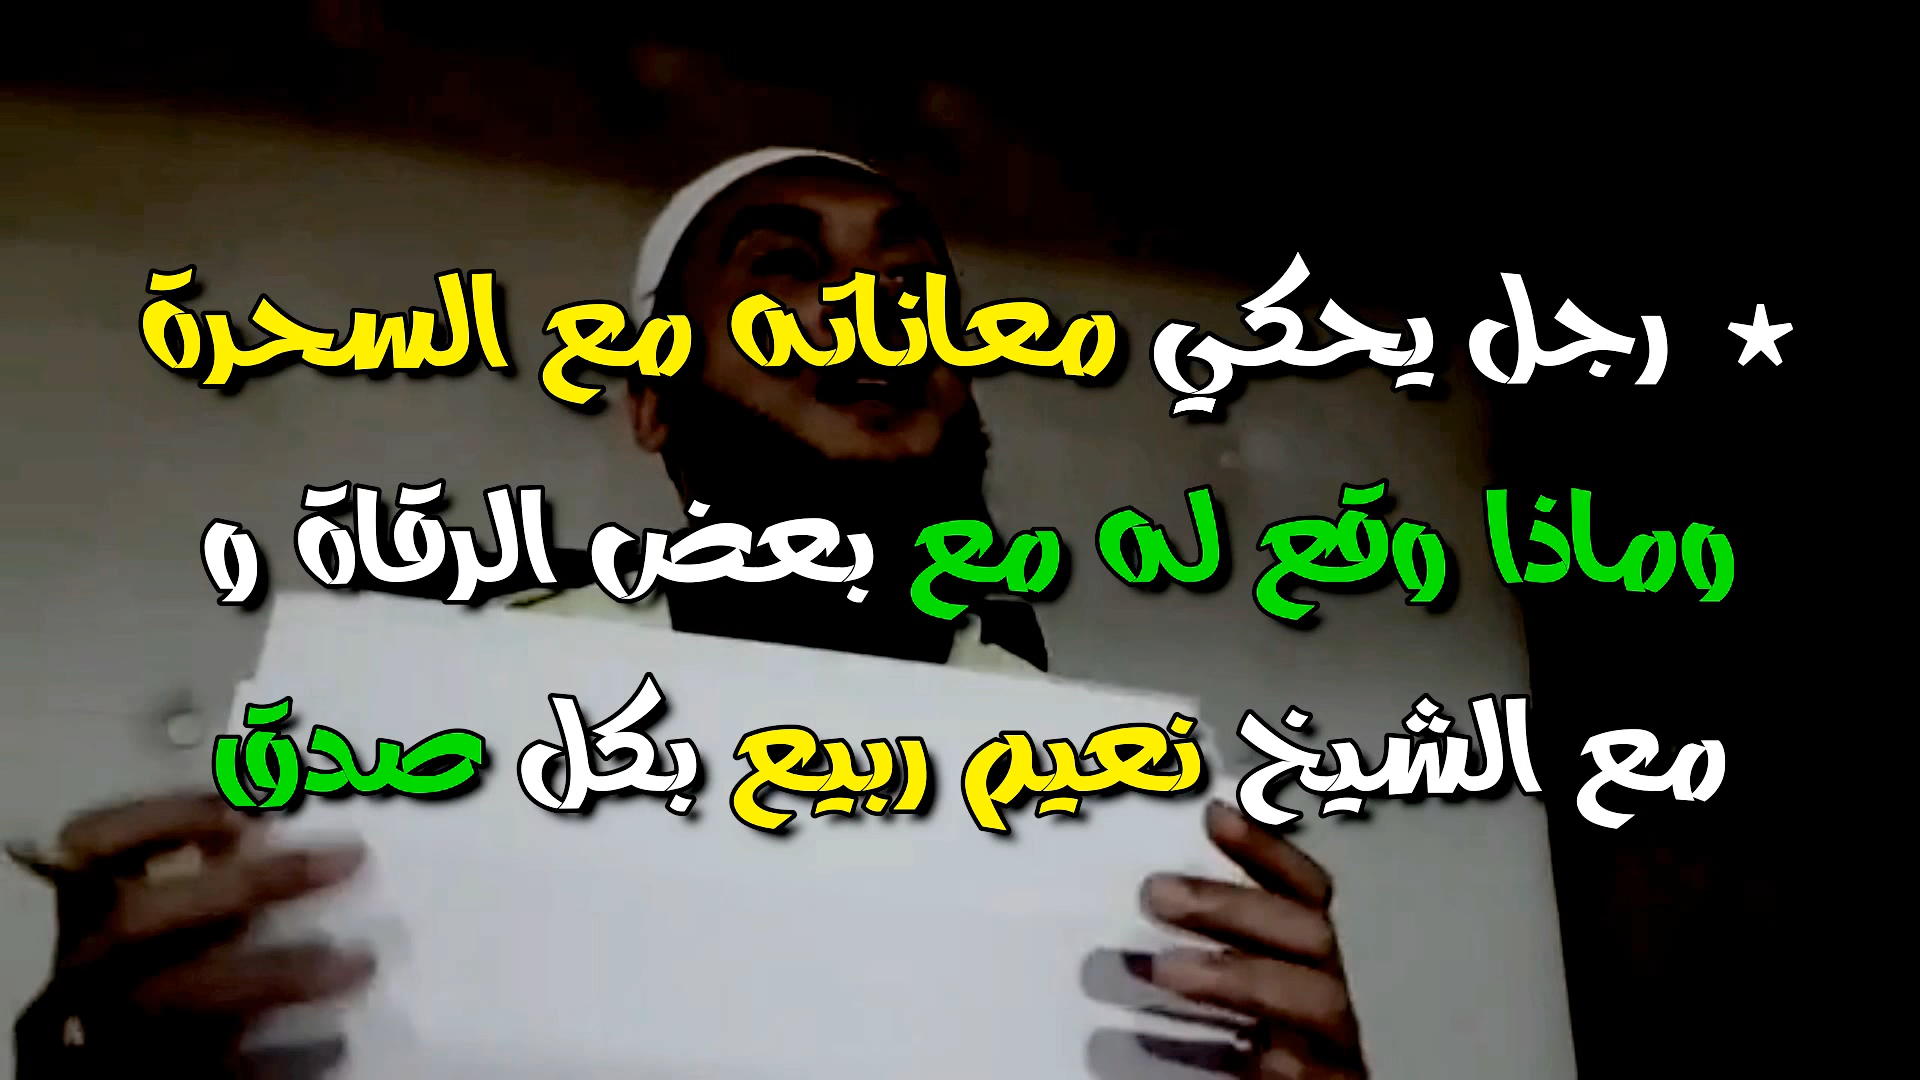 ★ رجل يحكي معاناته مع السحرة
وماذا وقع له مع بعض الرقاة و
مع الشيخ نعيم ربيع بكل صدق